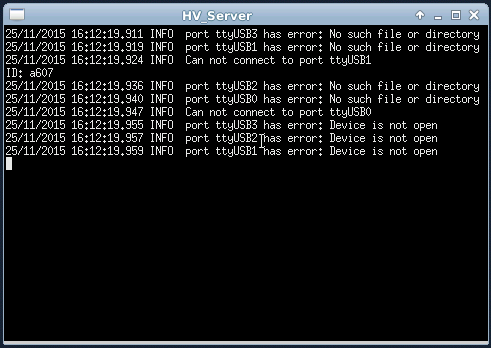 HV_Server
25/11/2015 16:12:19.911 INFO  port ttyUSB3 has error: No such file or directory
25/11/2015 16:12:19.919 INFO  port ttyUSB1 has error: No such file or directory
25/11/2015 16:12:19.924 INFO  Can not connect to port ttyUSB1
ID: a607
25/11/2015 16:12:19.936 INFO  port ttyUSB2 has error: No such file or directory
25/11/2015 16:12:19.940 INFO  port ttyUSB0 has error: No such file or directory
25/11/2015 16:12:19.947 INFO  Can not connect to port ttyUSB0
25/11/2015 16:12:19.955 INFO  port ttyUSB3 has error: Device is not open
25/11/2015 16:12:19.957 INFO  port ttyUSB2 has error: Device is not open
25/11/2015 16:12:19.959 INFO  port ttyUSB1 has error: Device is not open